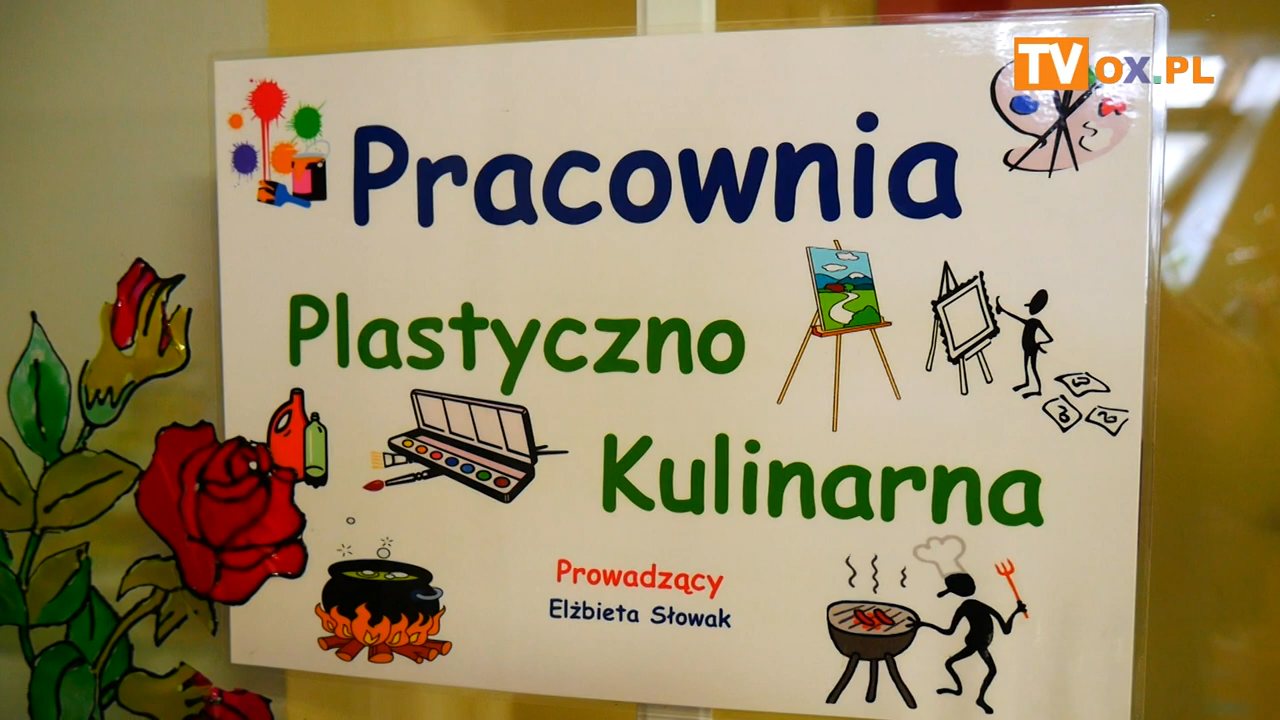 TVox.PL
Pracownia
Plastyczno
Kulinarna
Prowadzący
Elżbieta Słowak